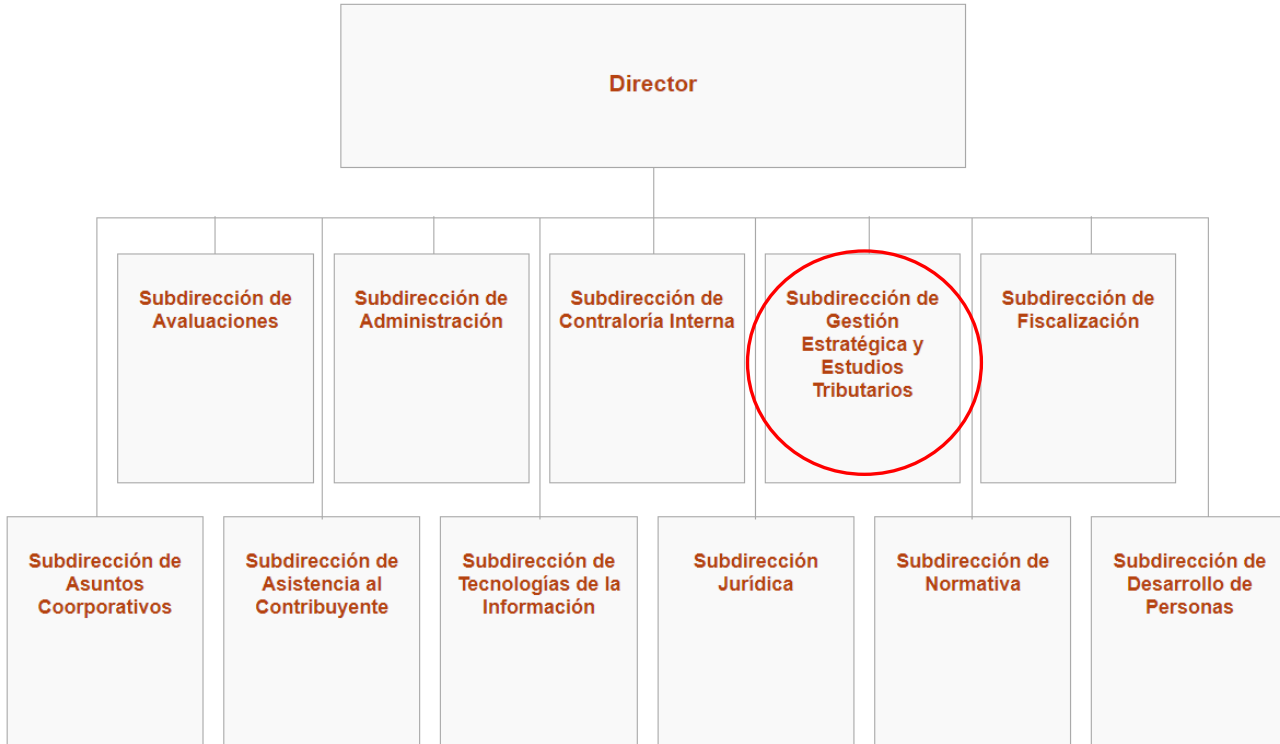 Director
Subdirección de
Avaluaciones
Subdirección de
Administración
Subdirección de
Contraloría Interna
Subdirección de
Gestión
Estratégica y
Estudios
Tributarios
Subdirección de
Fiscalización
Subdirección de
Asuntos
Coorporativos
Subdirección de
Asistencia al
Contribuyente
Subdirección de
Tecnologías de la
Información
Subdirección
Jurídica
Subdirección de
Normativa
Subdirección de
Desarrollo de
Personas